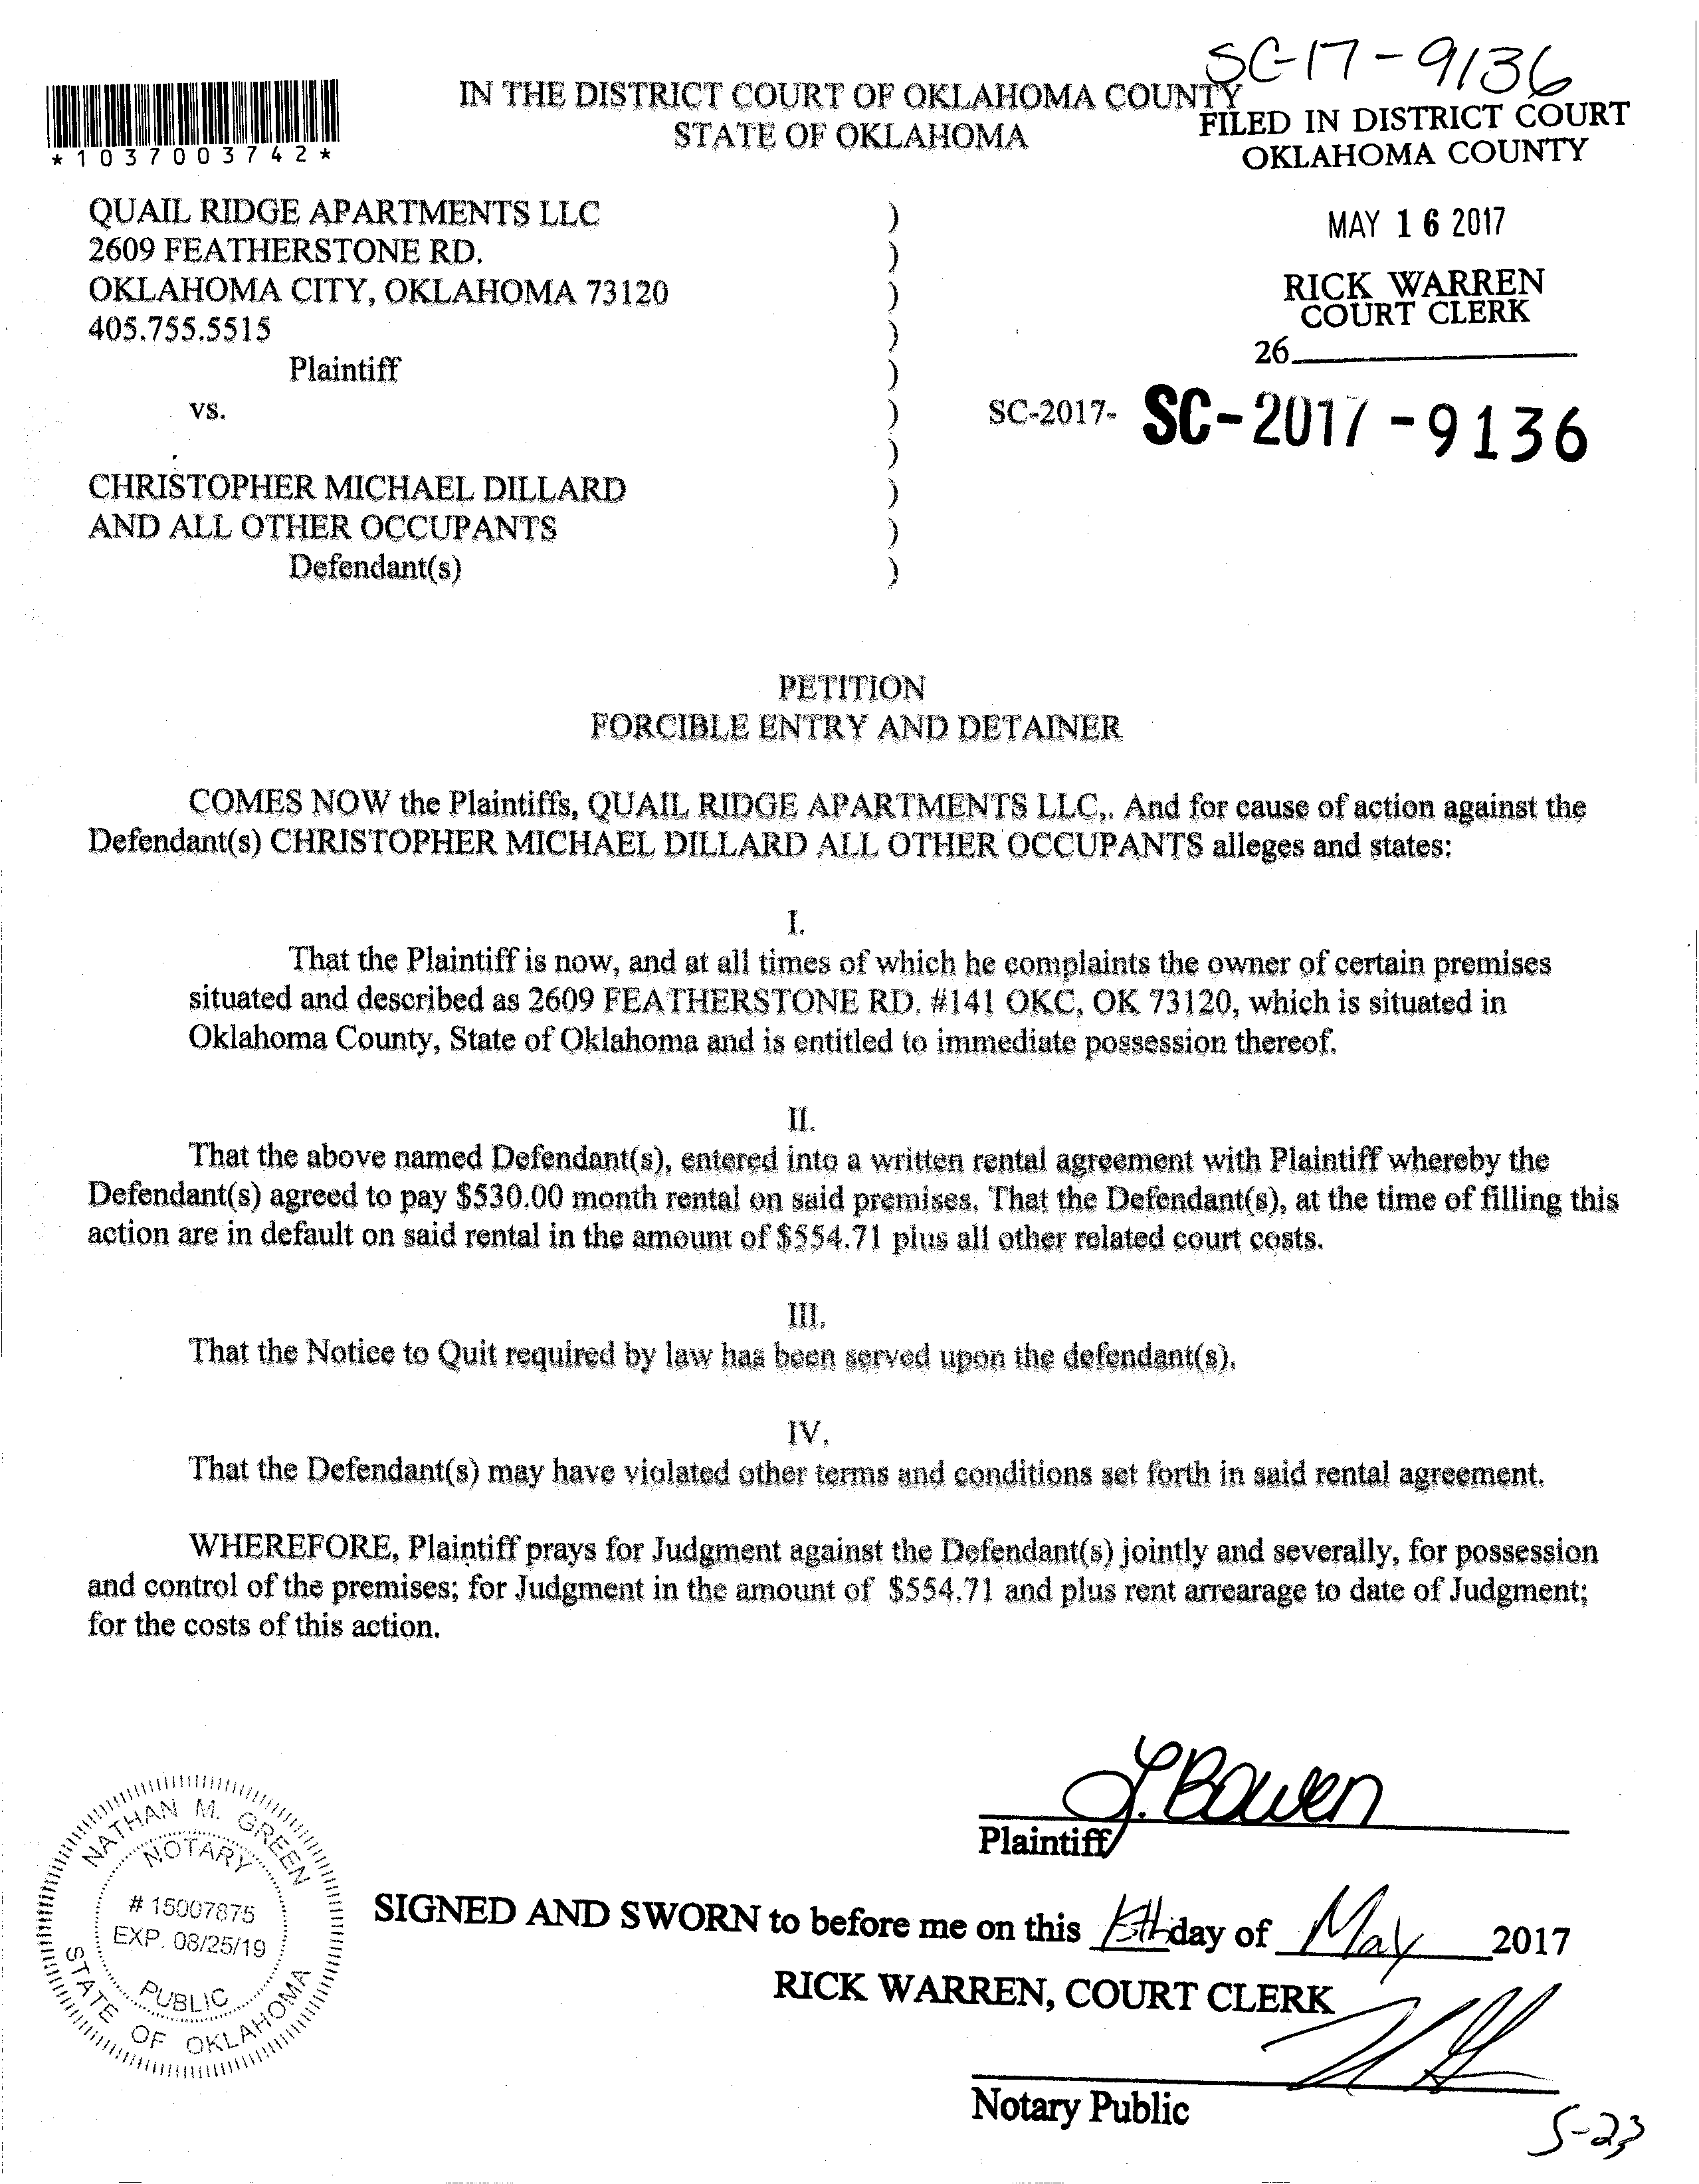 SC-17-9136
*1037003742*
IN THE DISTRICT COURT OF OKLAHOMA COUNTY
STATE OF OKLAHOMA
FILED IN DISTRICT COURT
OKLAHOMA COUNTY
MAY 16 2017
RICK WARREN
COURT CLERK
26
QUAIL RIDGE APARTMENTS LLC )
2609 FEATHERSTONE RD. )
OKLAHOMA CITY, OKLAHOMA 73120 )
405.755.5515 )
Plaintiff )
vs. ) SC-2017- SC-2017-9136
)
CHRISTOPHER MICHAEL DILLARD )
AND ALL OTHER OCCUPANTS )
Defendant(s) )
PETITION
FORCIBLE ENTRY AND DETAINER
COMES NOW the Plaintiffs, QUAIL RIDGE APARTMENTS LLC,. And for cause of action against the
Defendant(s) CHRISTOPHER MICHAEL DILLARD ALL OTHER OCCUPANTS alleges and states:
I.
That the Plaintiff is now, and at all times of which he complaints the owner of certain premises
situated and described as 2609 FEATHERSTONE RD. #141 OKC, OK 73120, which is situated in
Oklahoma County, State of Oklahoma and is entitled to immediate possession thereof.
II.
That the above named Defendant(s), entered into a written rental agreement with Plaintiff whereby the
Defendant(s) agreed to pay $530.00 month rental on said premises. That the Defendant(s), at the time of filling this
action are in default on said rental in the amount of $554.71 plus all other related court costs.
III.
That the Notice to Quit required by law has been served upon the defendant(s).
IV.
That the Defendant(s) may have violated other terms and conditions set forth in said rental agreement.
WHEREFORE, Plaintiff prays for Judgment against the Defendant(s) jointly and severally, for possession
and control of the premises; for Judgment in the amount of $554.71 and plus rent arrearage to date of Judgment;
for the costs of this action.
J. Bowen
Plaintiff
NATHAN M. GREEN
NOTARY
# 15007875
EXP. 08/25/19
PUBLIC
STATE OF OKLAHOMA
SIGNED AND SWORN to before me on this 15th day of May 2017
RICK WARREN, COURT CLERK
Notary Public
5-23